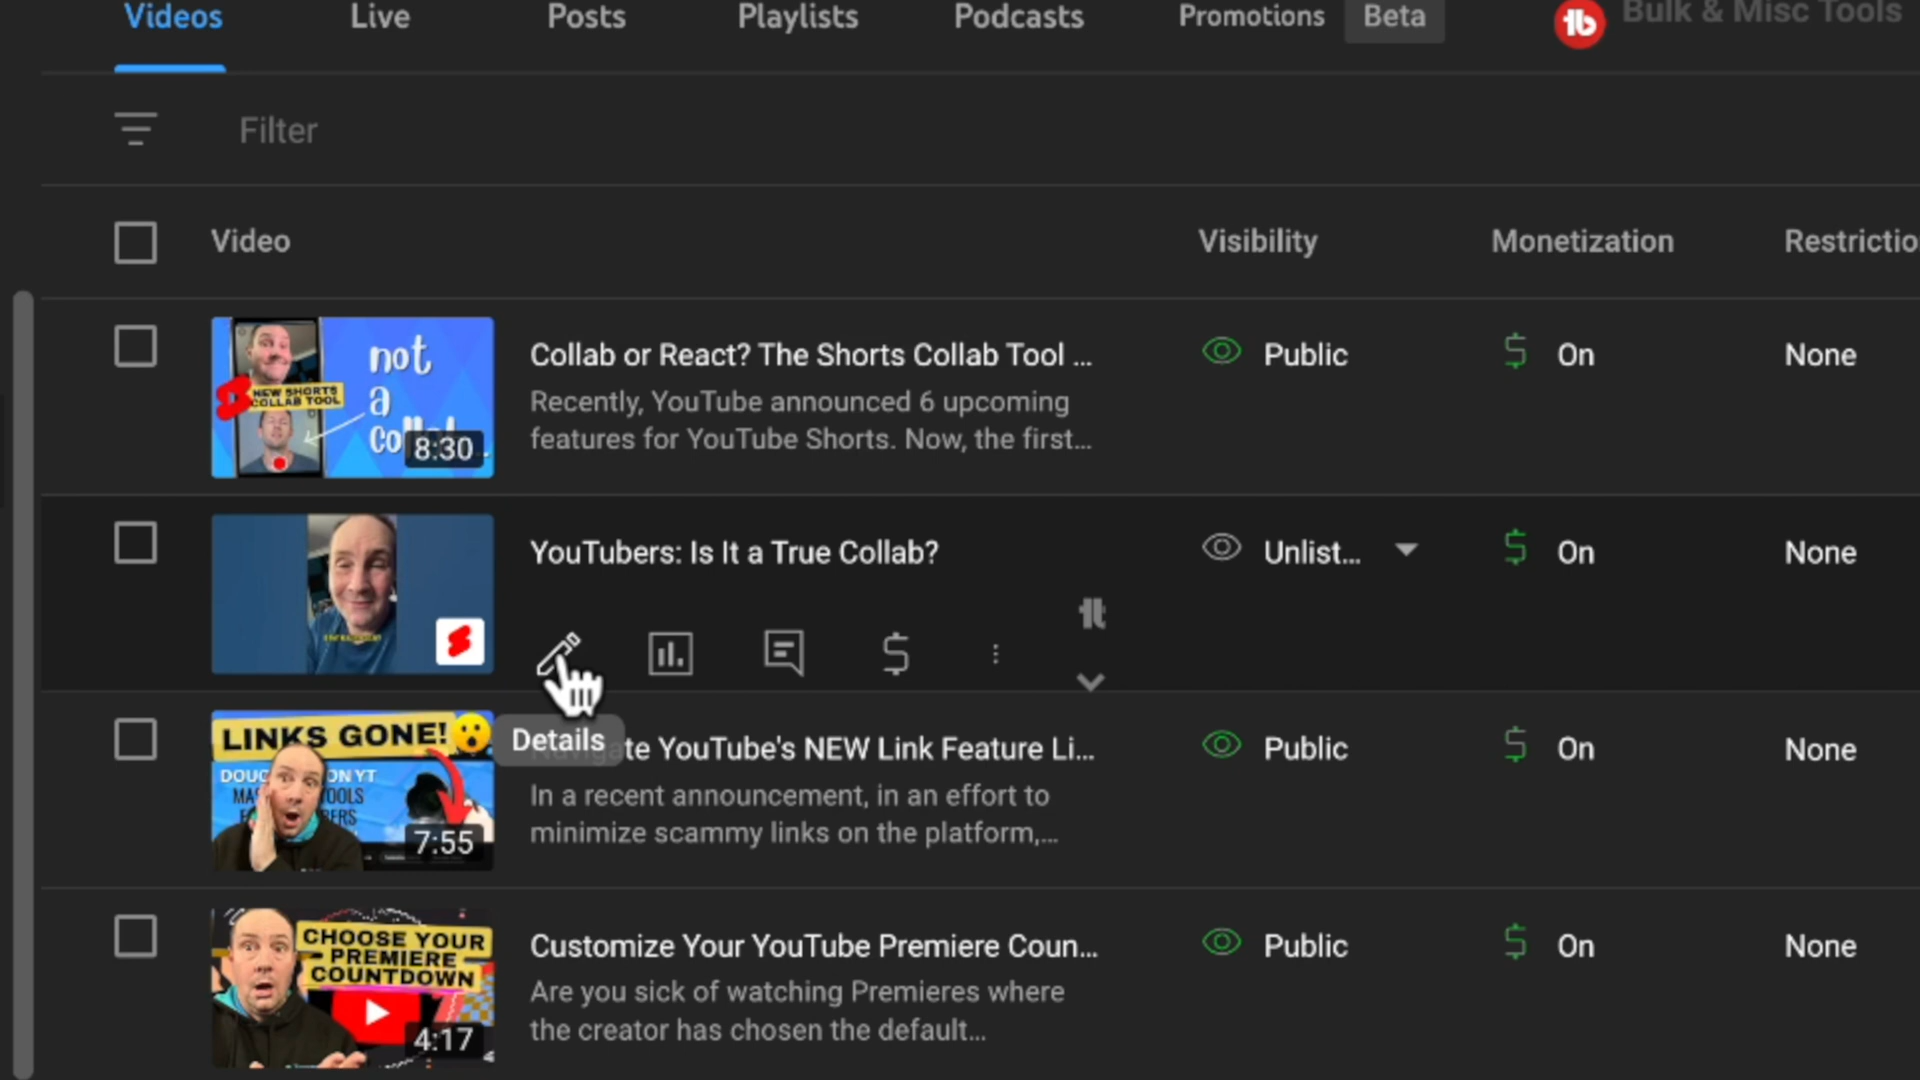 Videos
Live
Posts
Playlists
Podcasts
Promotions
Beta
Bulk & Misc Tools
Filter
Video
Visibility
Monetization
Restrictio
not
a
NEW SHORTS
COLLAB TOOL
8:30
Collab or React? The Shorts Collab Tool ...
Recently, YouTube announced 6 upcoming
features for YouTube Shorts. Now, the first...
Public
On
None
YouTubers: Is It a True Collab?
Unlist...
On
None
Details
LINKS GONE!
ON YT
7:55
YouTube's NEW Link Feature Li...
In a recent announcement, in an effort to
minimize scammy links on the platform,...
Public
On
None
CHOOSE YOUR
PREMIERE
COUNTDOWN
4:17
Customize Your YouTube Premiere Coun...
Are you sick of watching Premieres where
the creator has chosen the default...
Public
On
None